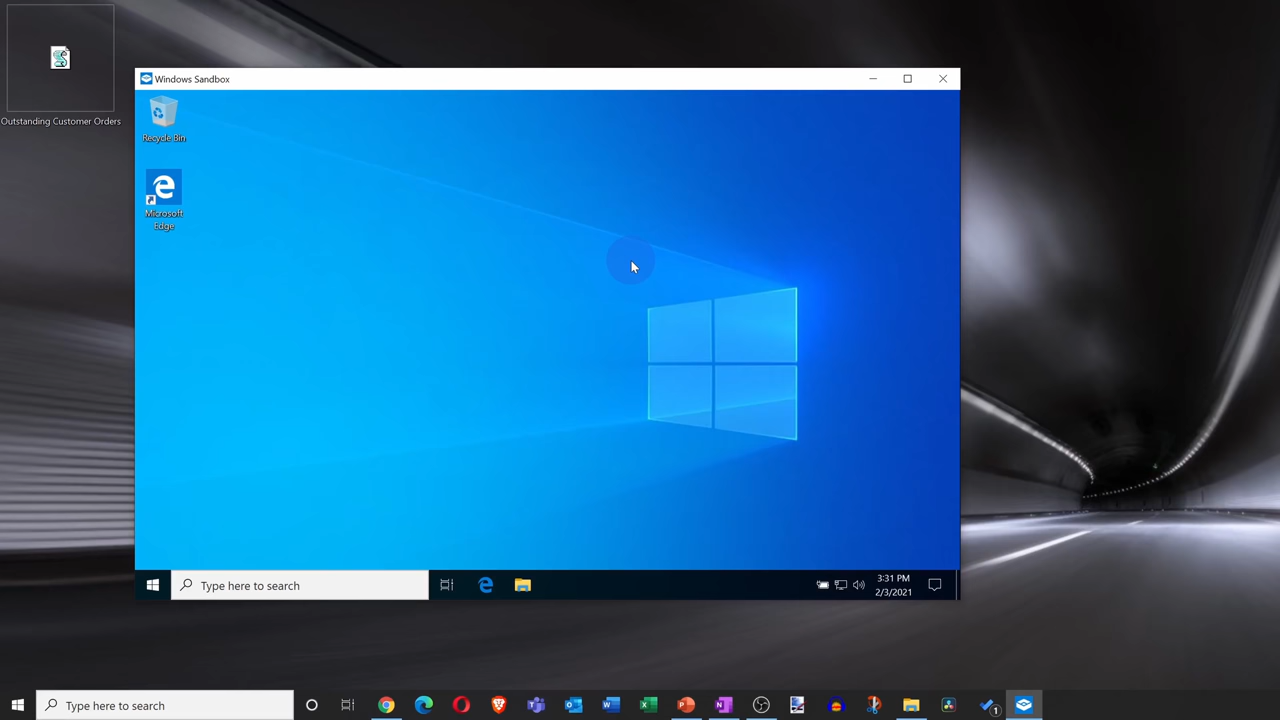 Outstanding Customer Orders
Windows Sandbox
Recycle Bin
Microsoft
Edge
Type here to search
3:31 PM
2/3/2021
Type here to search
1